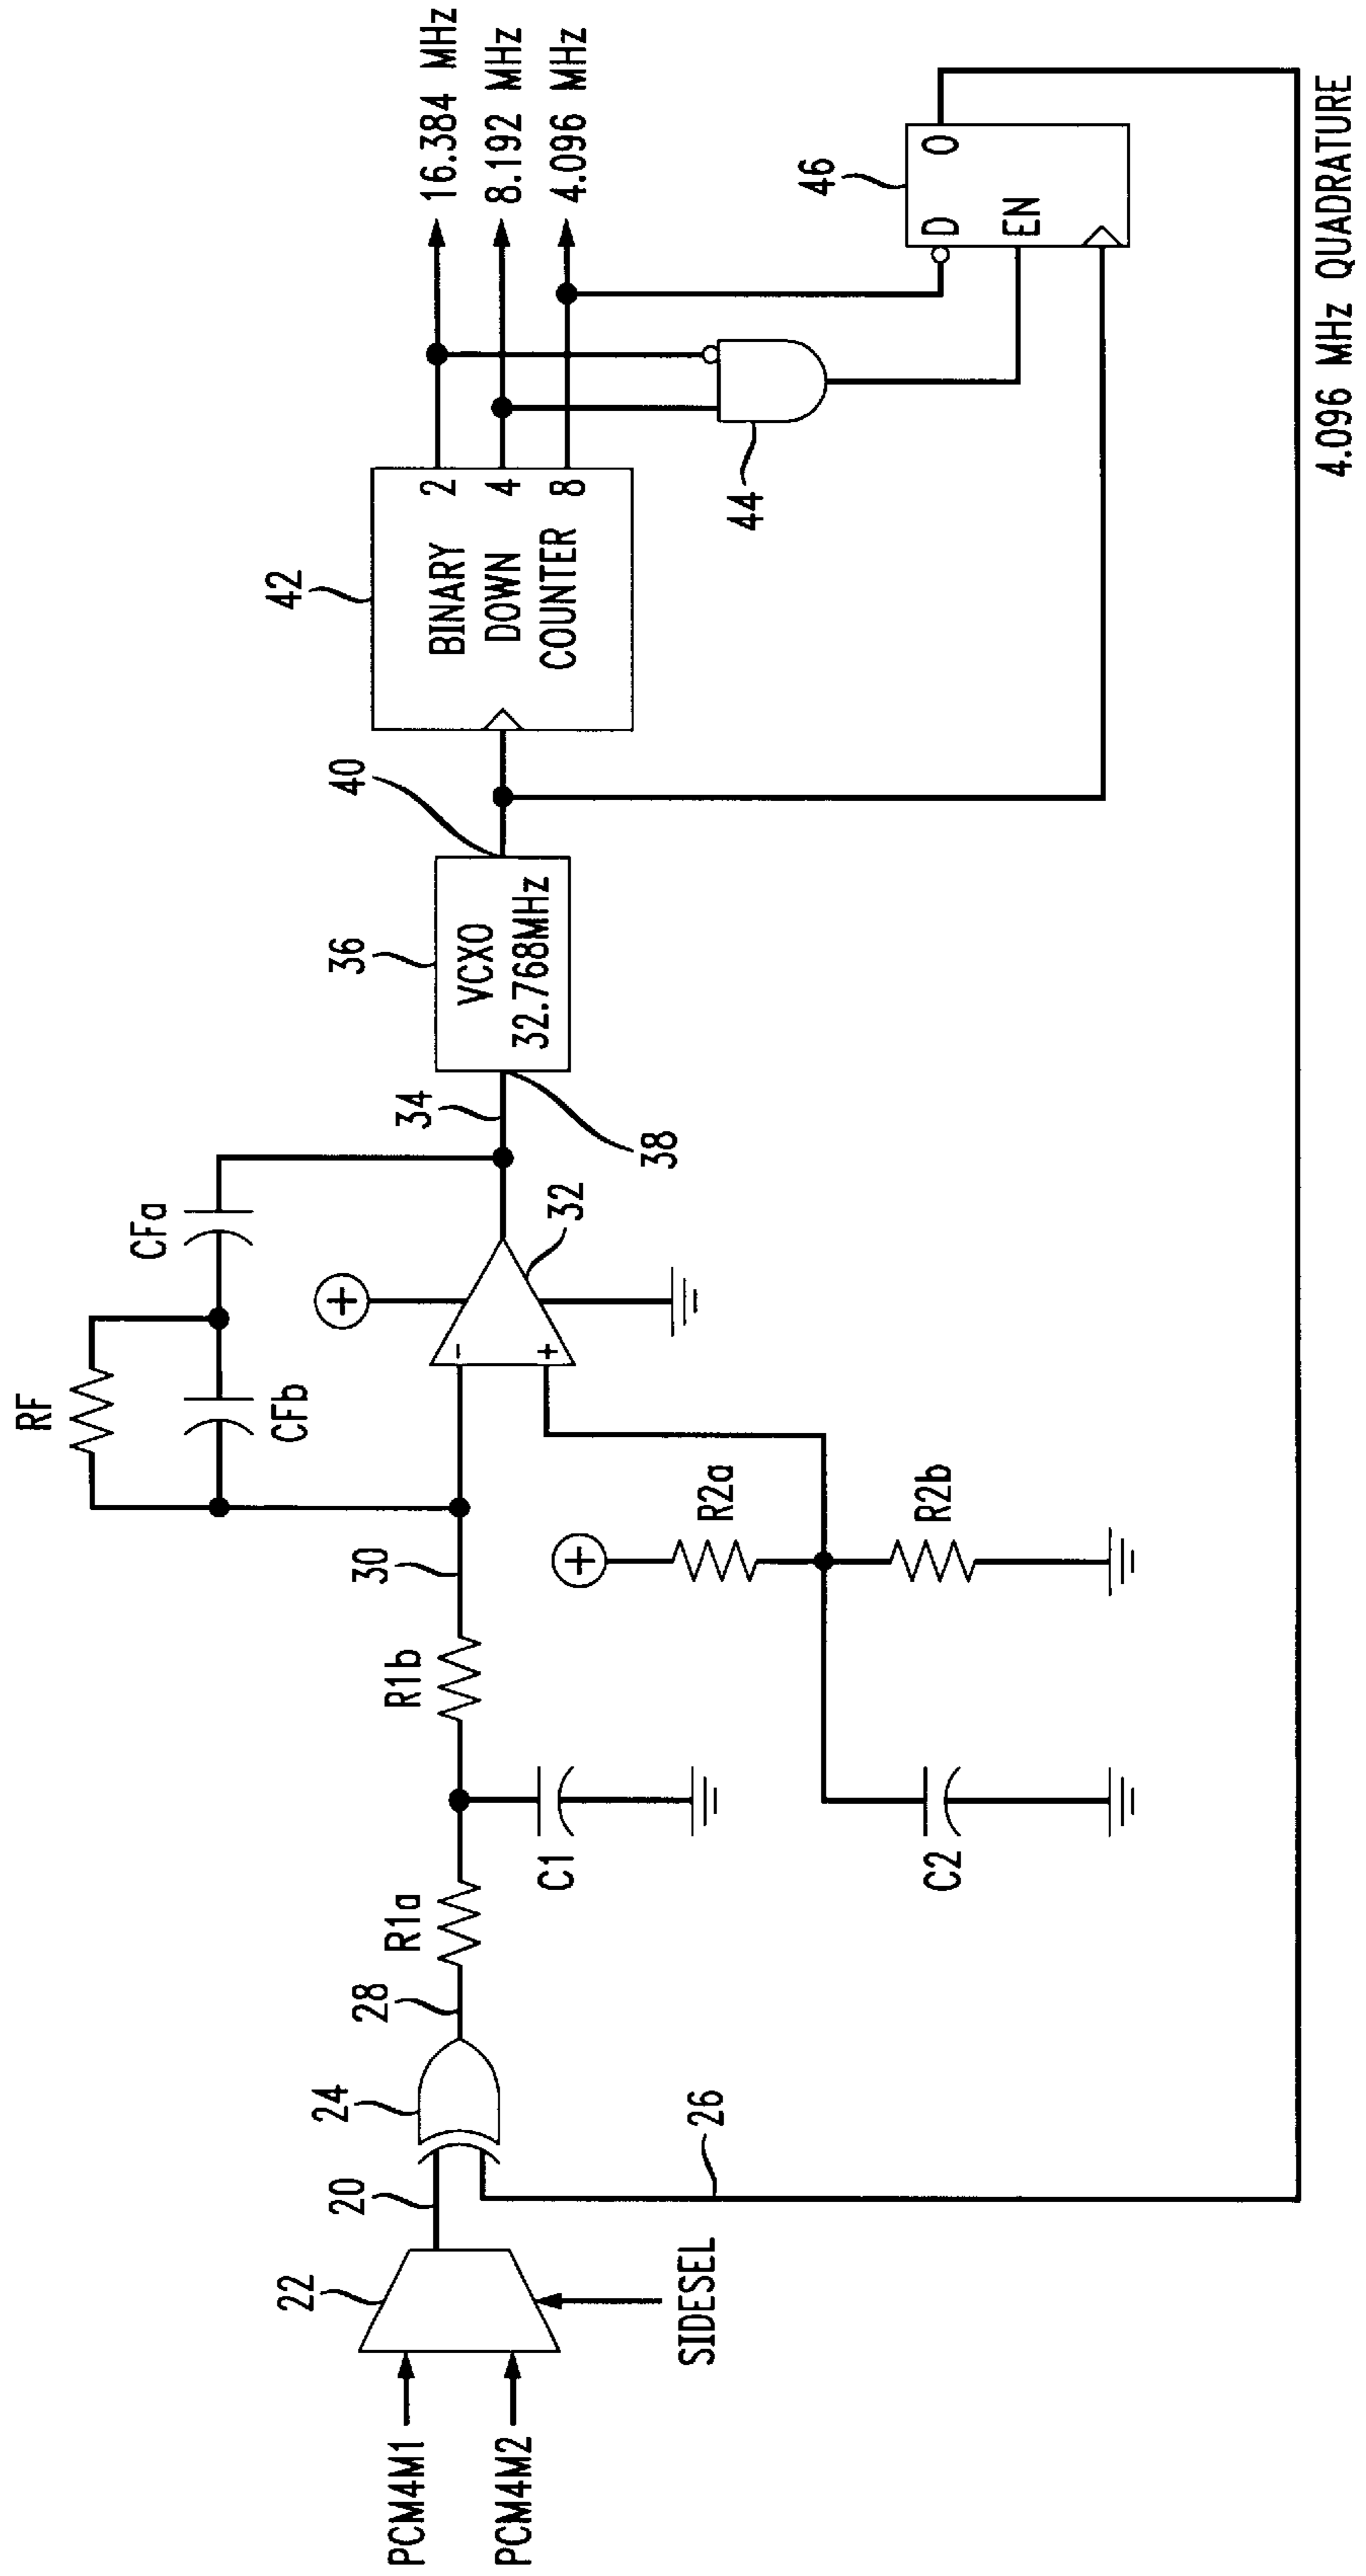 PCM4M1
PCM4M2
22
SIDESEL
20
24
26
28
R1a
C1
R1b
30
C2
R2a
R2b
RF
CFb
CFa
-
+
+
+
32
34
38
36
VCXO
32.768MHz
40
42
BINARY
DOWN
COUNTER
2
4
8
16.384 MHz
8.192 MHz
4.096 MHz
44
46
D
O
EN
4.096 MHz QUADRATURE